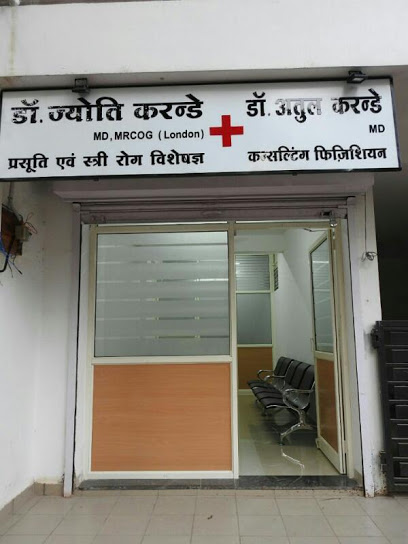 डॉ. ज्योति करन्डे
MD, MRCOG (London)
प्रसूति एवं स्त्री रोग विशेषज्ञ
डॉ. अतुल करन्डे
MD
कन्सल्टिंग फिज़िशियन